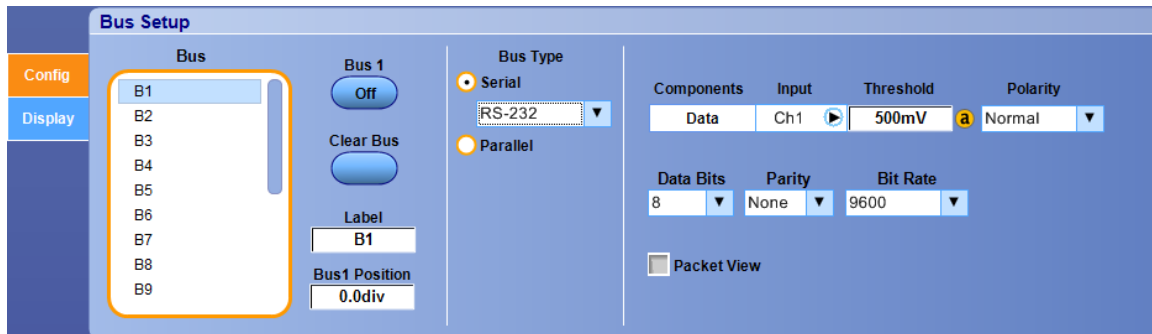 Bus Setup
Config
Display
Bus
B1
B2
B3
B4
B5
B6
B7
B8
B9
Bus 1
Off
Clear Bus
Label
B1
Bus1 Position
0.0div
Bus Type
Serial
RS-232
Parallel
Components Input Threshold Polarity
Data Ch1 500mV a Normal
Data Bits Parity Bit Rate
8 None 9600
Packet View